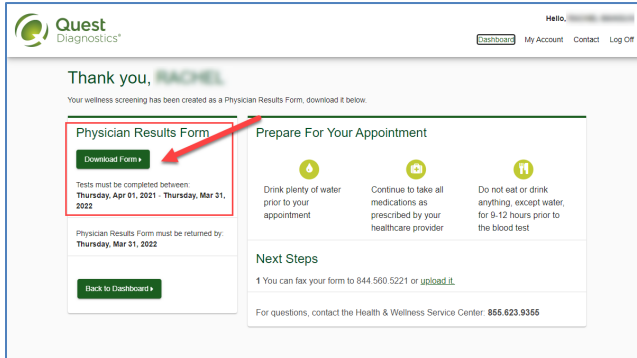 Quest
Diagnostics®
Hello,
Dashboard My Account Contact Log Off
Thank you,
Your wellness screening has been created as a Physician Results Form, download it below.
Physician Results Form
Download Form
Tests must be completed between:
Thursday, Apr 01, 2021 - Thursday, Mar 31,
2022
Physician Results Form must be returned by:
Thursday, Mar 31, 2022
Back to Dashboard
Prepare For Your Appointment
Drink plenty of water
prior to your
appointment
Continue to take all
medications as
prescribed by your
healthcare provider
Do not eat or drink
anything, except water,
for 9-12 hours prior to
the blood test
Next Steps
1 You can fax your form to 844.560.5221 or upload it.
For questions, contact the Health & Wellness Service Center: 855.623.9355